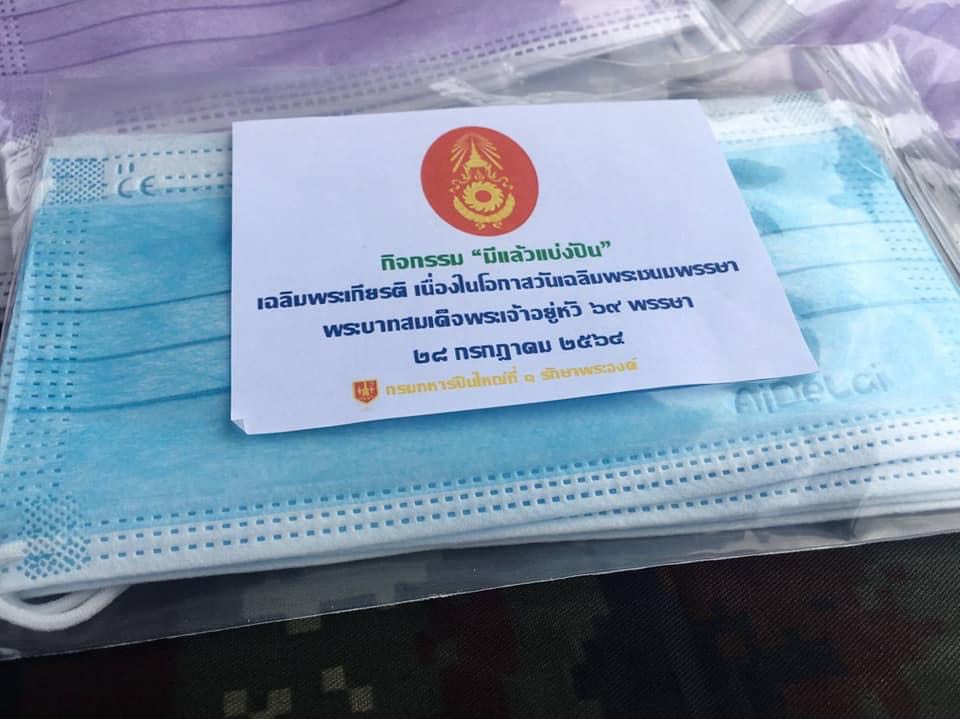 CE
กิจกรรม “มีแล้วแบ่งปัน”
เฉลิมพระเกียรติ เนื่องในโอกาสวันเฉลิมพระชนมพรรษา
พระบาทสมเด็จพระเจ้าอยู่หัว ๖๙ พรรษา
๒๘ กรกฎาคม ๒๕๖๔
กรมทหารปืนใหญ่ที่ ๑ รักษาพระองค์